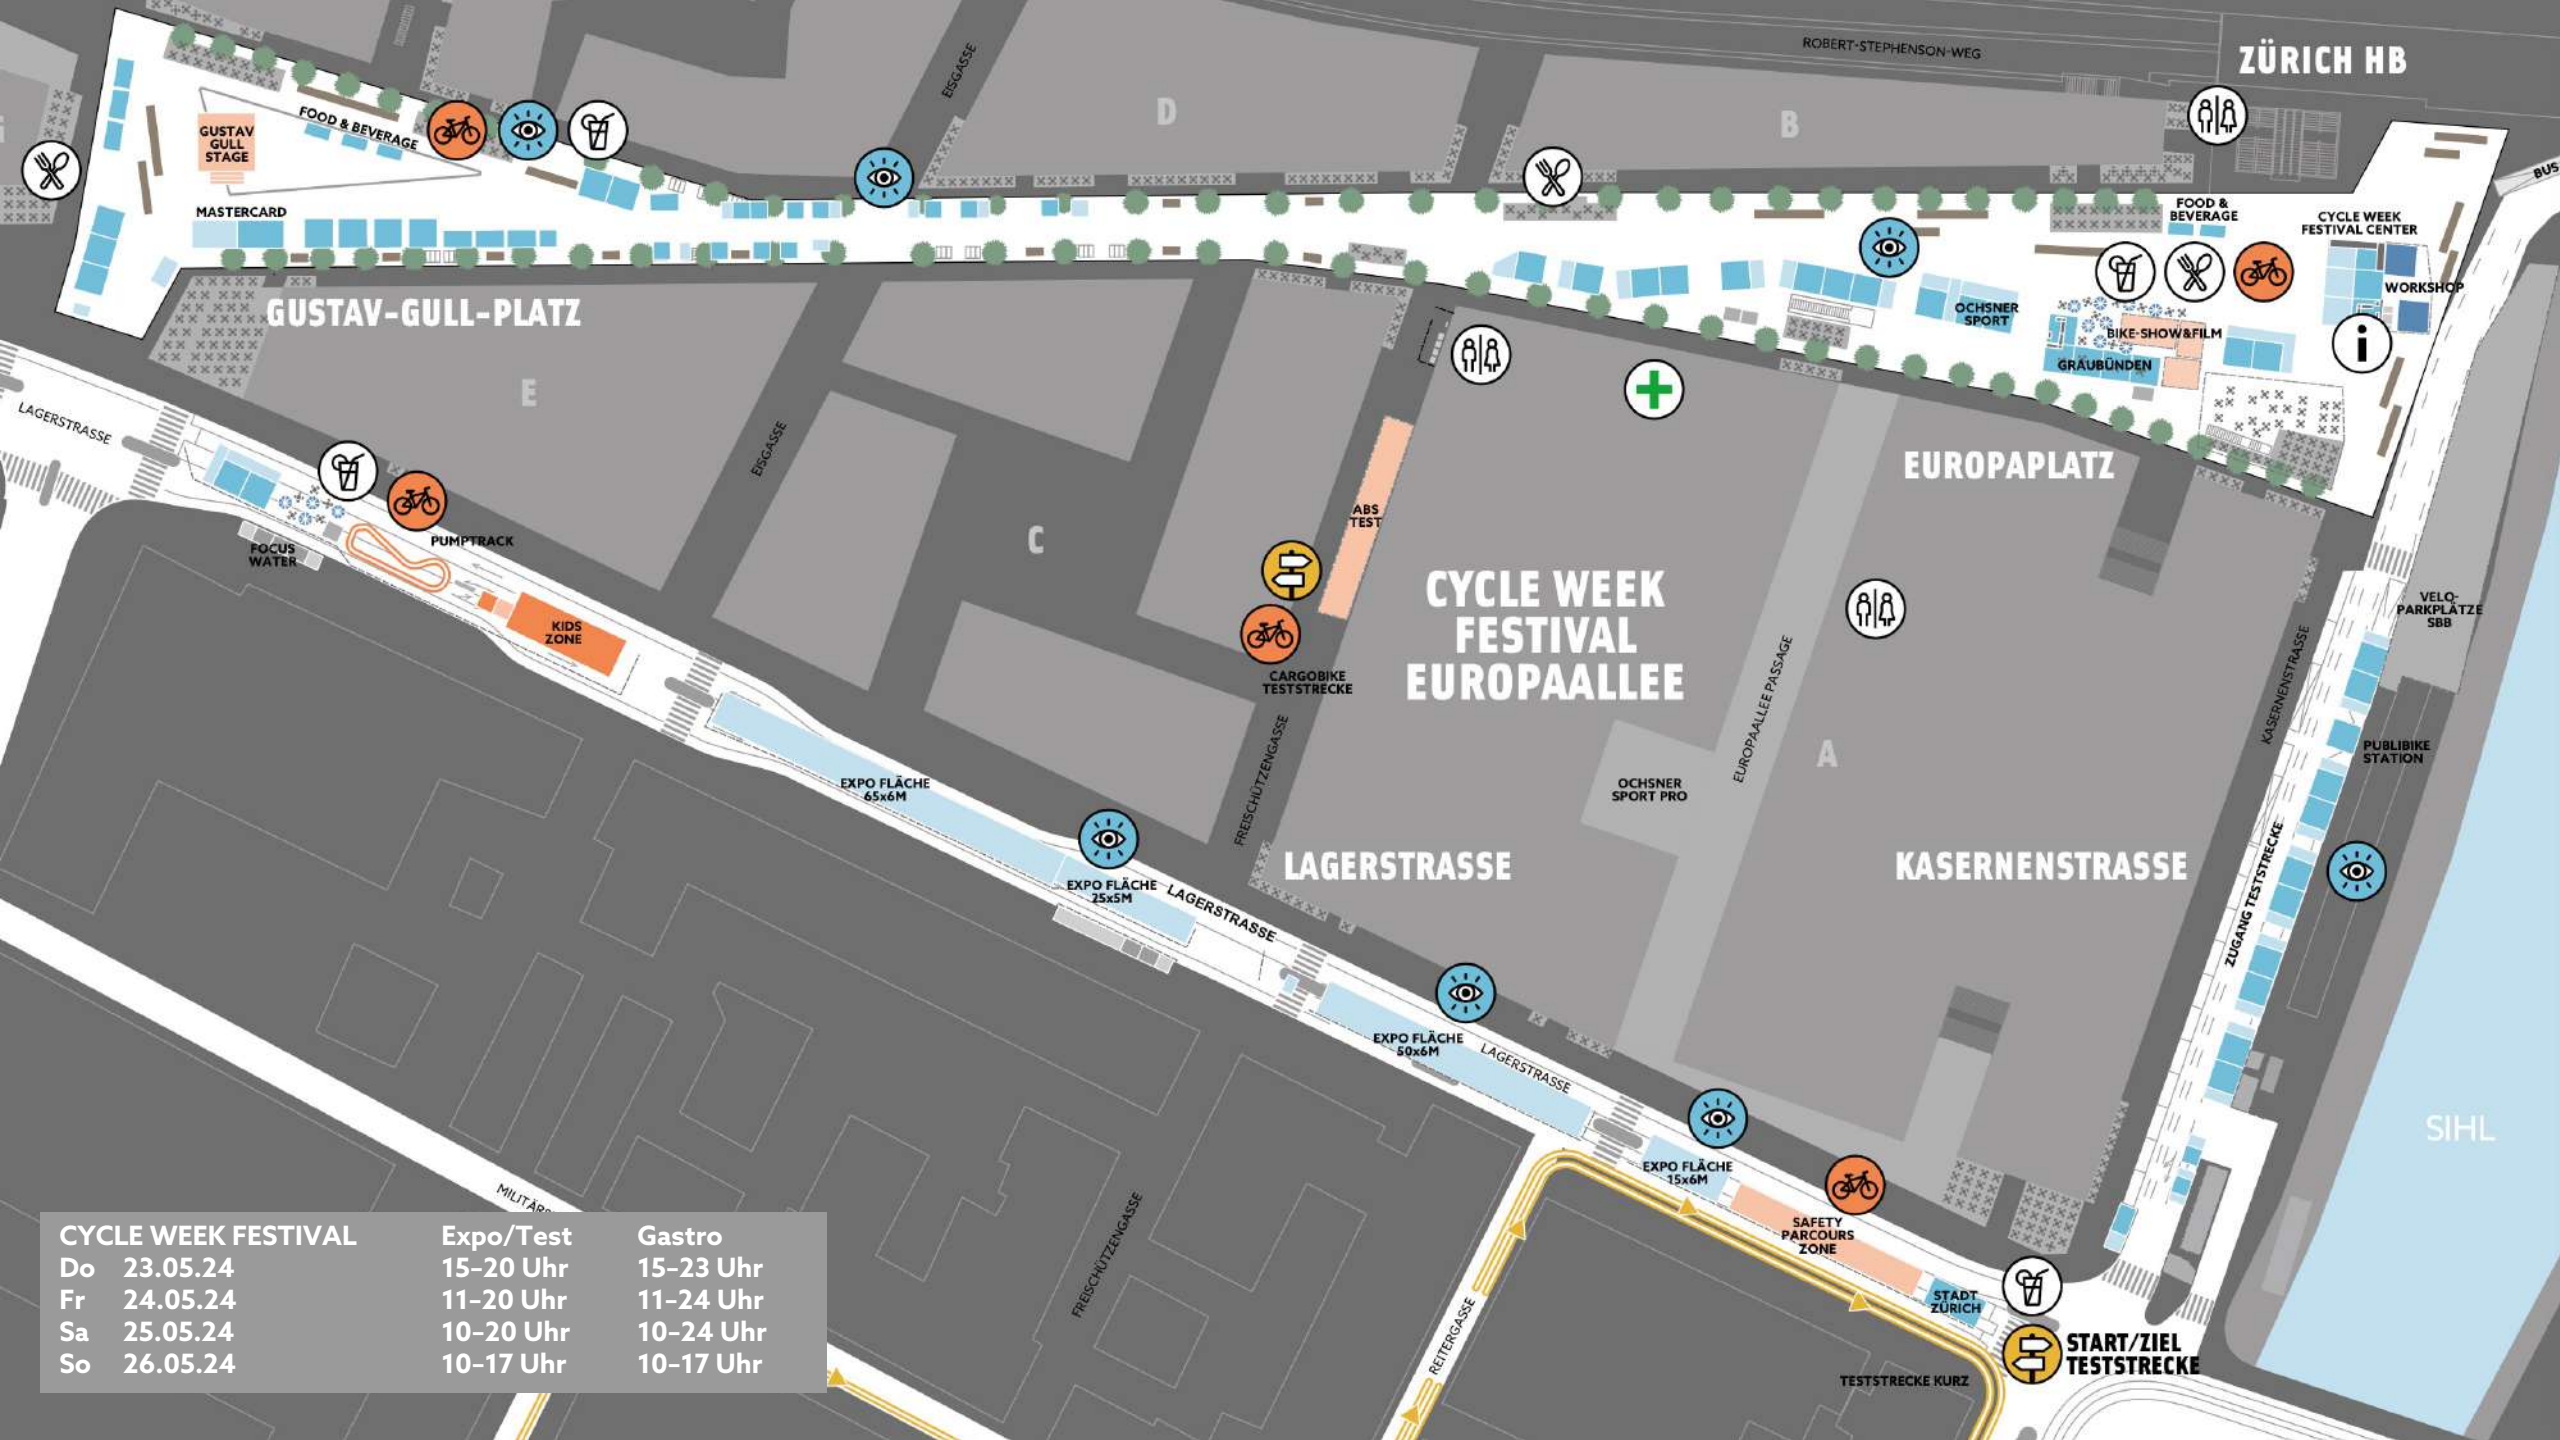 ROBERT-STEPHENSON-WEG
ZÜRICH HB
EISGASSE
D
B
BUS
GUSTAV
GULL
STAGE
FOOD & BEVERAGE
MASTERCARD
FOOD &
BEVERAGE
CYCLE WEEK
FESTIVAL CENTER
WORKSHOP
OCHSNER
SPORT
BIKE-SHOW&FILM
GRAUBÜNDEN
GUSTAV-GULL-PLATZ
E
LAGERSTRASSE
EISGASSE
EUROPAPLATZ
ABS
TEST
C
PUMPTRACK
FOCUS
WATER
KIDS
ZONE
CYCLE WEEK
FESTIVAL
EUROPAALLEE
CARGOBIKE
TESTSTRECKE
VELO-
PARKPLÄTZE
SBB
KASERNENSTRASSE
EUROPAALLEE PASSAGE
FREISCHÜTZENGASSE
A
PUBLIBIKE
STATION
OCHSNER
SPORT PRO
EXPO FLÄCHE
65x6M
LAGERSTRASSE
KASERNENSTRASSE
ZUGANG TESTSTRECKE
EXPO FLÄCHE
25x5M
LAGERSTRASSE
EXPO FLÄCHE
50x6M
LAGERSTRASSE
SIHL
EXPO FLÄCHE
15x6M
SAFETY
PARCOURS
ZONE
STADT
ZÜRICH
START/ZIEL
TESTSTRECKE
TESTSTRECKE KURZ
REITERGASSE
FREISCHÜTZENGASSE
CYCLE WEEK FESTIVAL Expo/Test Gastro
Do 23.05.24 15–20 Uhr 15–23 Uhr
Fr 24.05.24 11–20 Uhr 11–24 Uhr
Sa 25.05.24 10–20 Uhr 10–24 Uhr
So 26.05.24 10–17 Uhr 10–17 Uhr